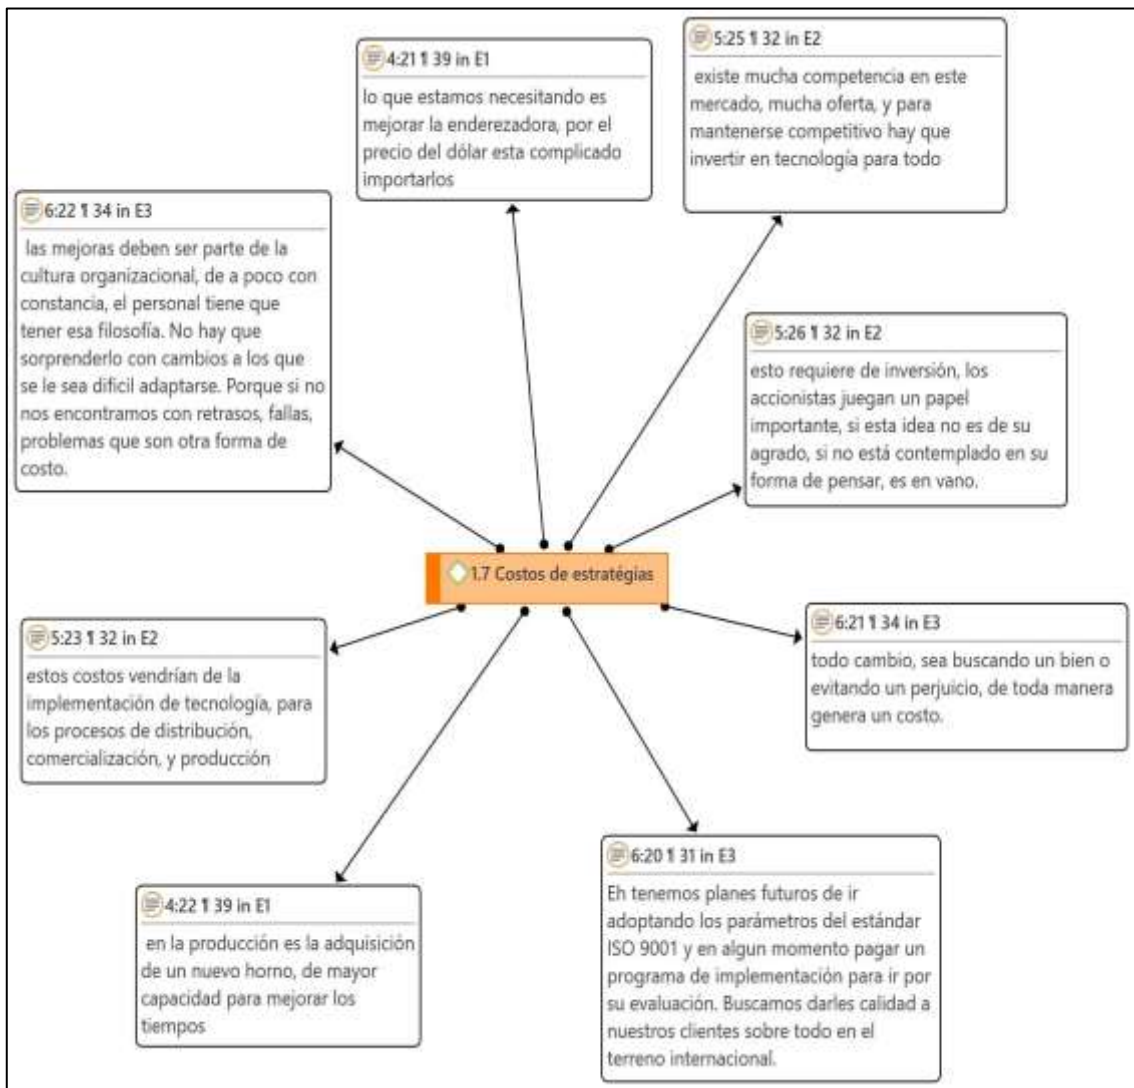 4:21 ¶ 39 in E1
lo que estamos necesitando es
mejorar la enderezadora, por el
precio del dólar esta complicado
importarlos
5:25 ¶ 32 in E2
existe mucha competencia en este
mercado, mucha oferta, y para
mantenerse competitivo hay que
invertir en tecnología para todo
6:22 ¶ 34 in E3
las mejoras deben ser parte de la
cultura organizacional, de a poco con
constancia, el personal tiene que
tener esa filosofía. No hay que
sorprenderlo con cambios a los que
se le sea dificil adaptarse. Porque si no
nos encontramos con retrasos, fallas,
problemas que son otra forma de
costo.
5:26 ¶ 32 in E2
esto requiere de inversión, los
accionistas juegan un papel
importante, si esta idea no es de su
agrado, si no está contemplado en su
forma de pensar, es en vano.
1.7 Costos de estratégias
5:23 ¶ 32 in E2
estos costos vendrían de la
implementación de tecnología, para
los procesos de distribución,
comercialización, y producción
6:21 ¶ 34 in E3
todo cambio, sea buscando un bien o
evitando un perjuicio, de toda manera
genera un costo.
4:22 ¶ 39 in E1
en la producción es la adquisición
de un nuevo horno, de mayor
capacidad para mejorar los
tiempos
6:20 ¶ 31 in E3
Eh tenemos planes futuros de ir
adoptando los parámetros del estándar
ISO 9001 y en algun momento pagar un
programa de implementación para ir por
su evaluación. Buscamos darles calidad a
nuestros clientes sobre todo en el
terreno internacional.